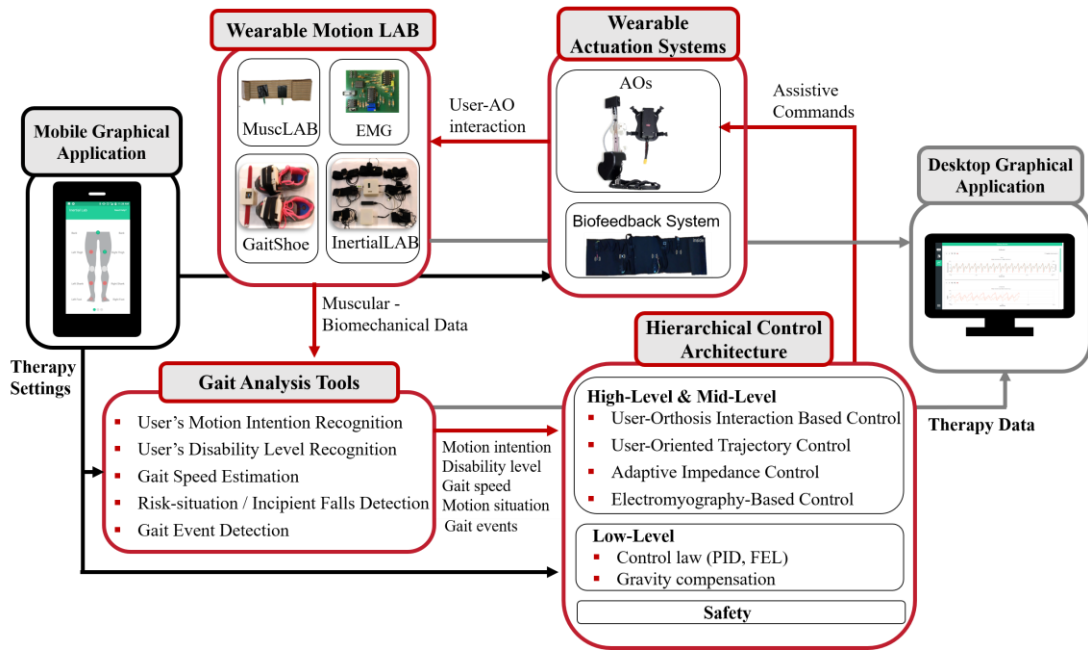 Wearable Motion LAB
MuscLAB
EMG
GaitShoe
InertialLAB
Wearable
Actuation Systems
AOs
Biofeedback System
User-AO
interaction
Assistive
Commands
Mobile Graphical
Application
Desktop Graphical
Application
Muscular -
Biomechanical Data
Therapy
Settings
Gait Analysis Tools
User's Motion Intention Recognition
User's Disability Level Recognition
Gait Speed Estimation
Risk-situation / Incipient Falls Detection
Gait Event Detection
Motion intention
Disability level
Gait speed
Motion situation
Gait events
Hierarchical Control
Architecture
High-Level & Mid-Level
User-Orthosis Interaction Based Control
User-Oriented Trajectory Control
Adaptive Impedance Control
Electromyography-Based Control
Low-Level
Control law (PID, FEL)
Gravity compensation
Safety
Therapy Data